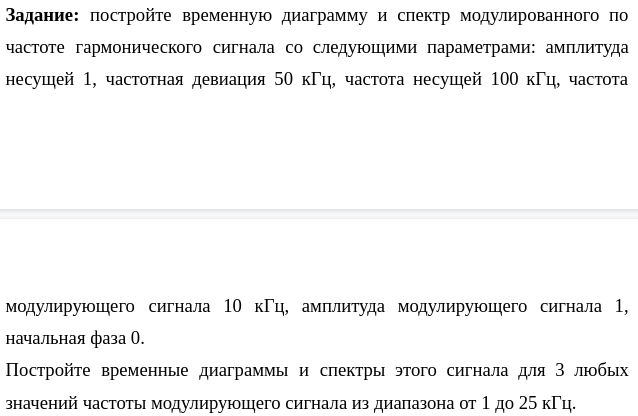 Задание: постройте временную диаграмму и спектр модулированного по
частоте гармонического сигнала со следующими параметрами: амплитуда
несущей 1, частотная девиация 50 кГц, частота несущей 100 кГц, частота
модулирующего сигнала 10 кГц, амплитуда модулирующего сигнала 1,
начальная фаза 0.
Постройте временные диаграммы и спектры этого сигнала для 3 любых
значений частоты модулирующего сигнала из диапазона от 1 до 25 кГц.